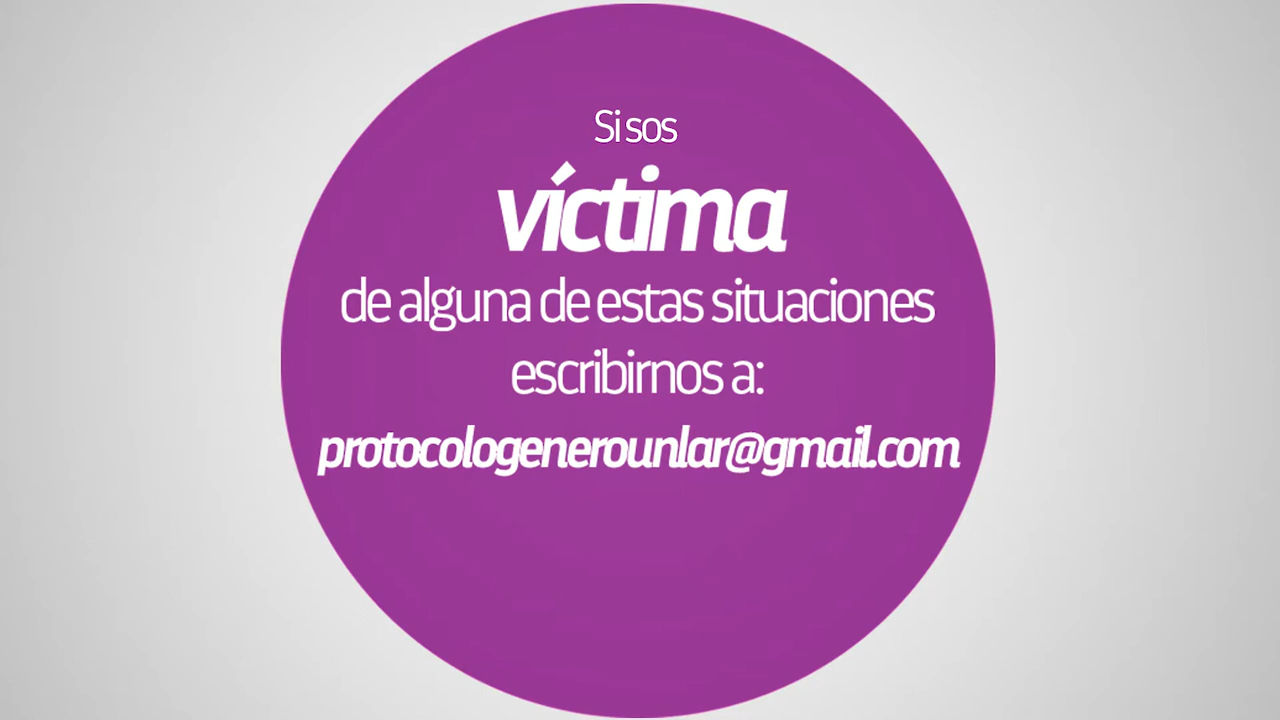 Si sos
víctima
de alguna de estas situaciones
escribirnos a:
protocologenerounlar@gmail.com